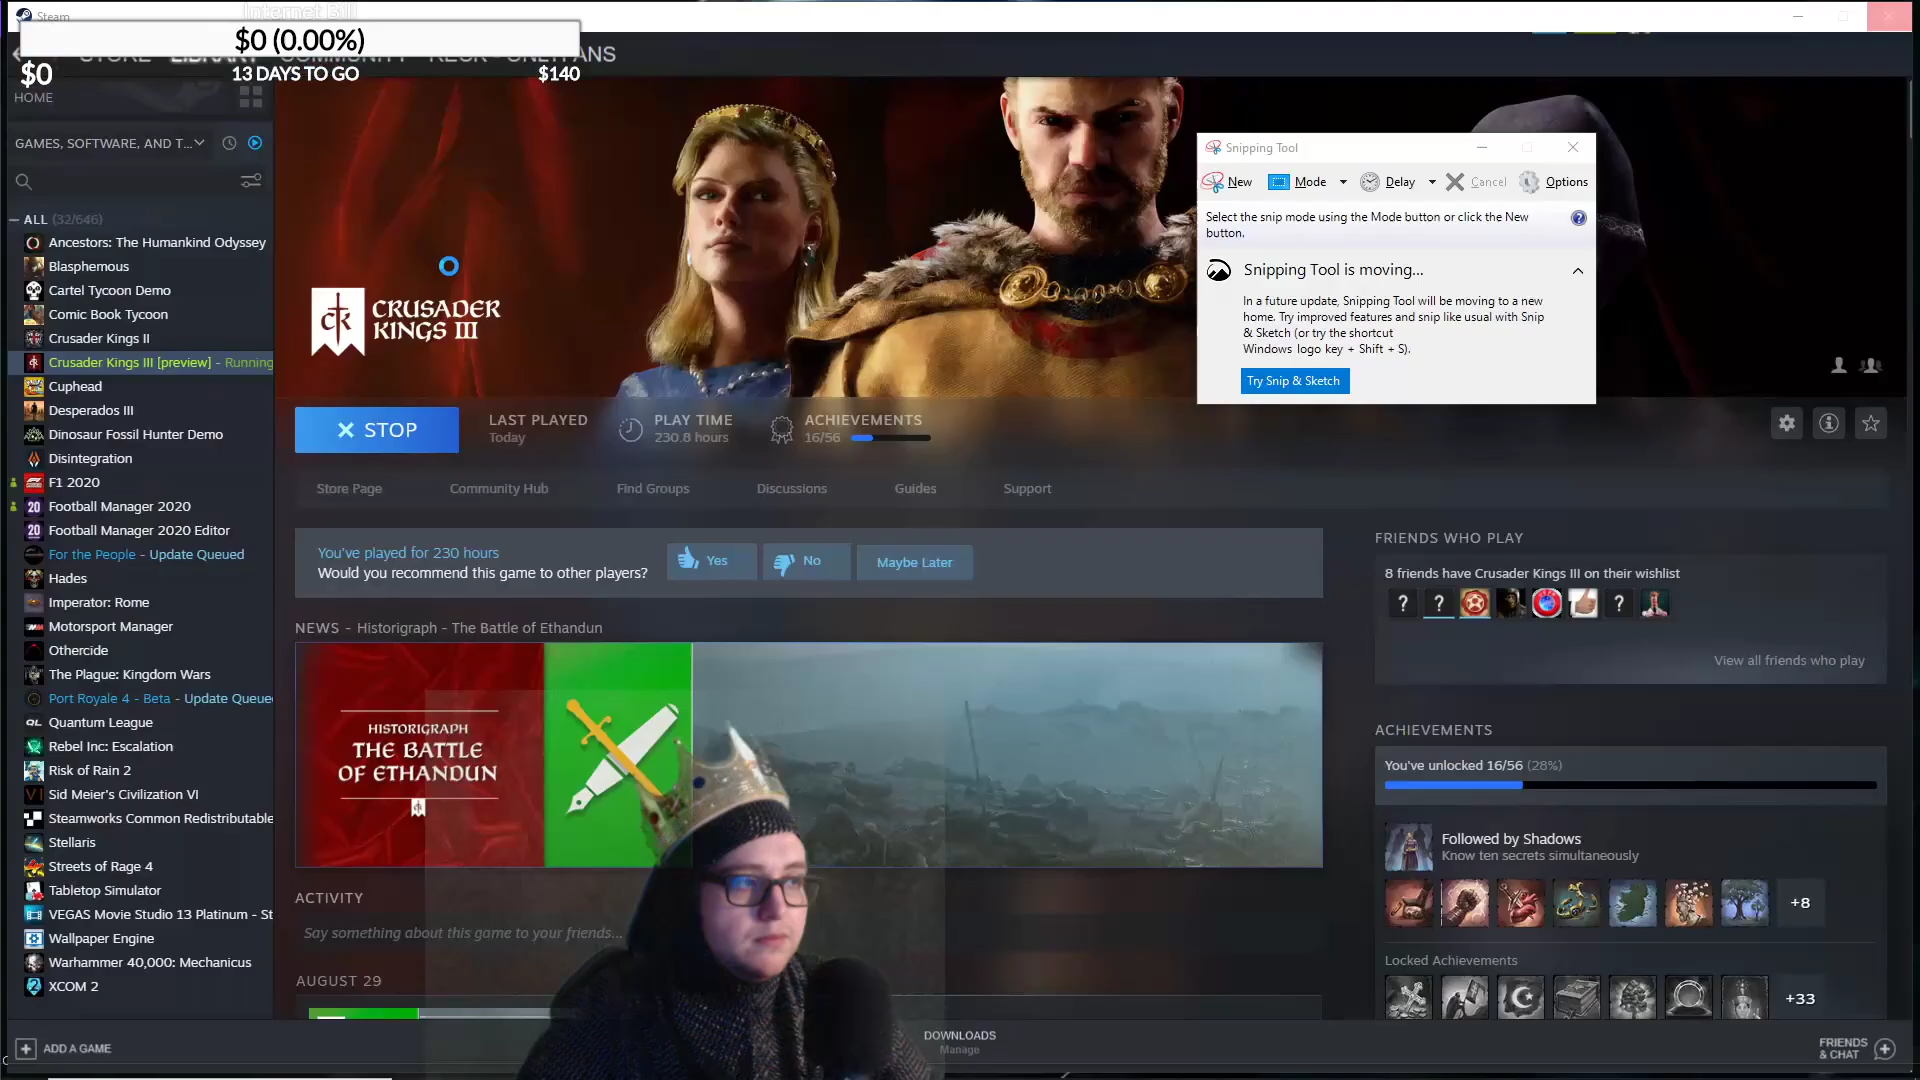 Steam
Internet Bill
$0 (0.00%)
$0
13 DAYS TO GO
$140
STORE
LIBRARY
COMMUNITY
HOME
GAMES, SOFTWARE, AND T...
ALL (32/646)
Ancestors: The Humankind Odyssey
Blasphemous
Cartel Tycoon Demo
Comic Book Tycoon
Crusader Kings II
Crusader Kings III [preview] - Running
Cuphead
Desperados III
Dinosaur Fossil Hunter Demo
Disintegration
F1 2020
Football Manager 2020
Football Manager 2020 Editor
For the People - Update Queued
Hades
Imperator: Rome
Motorsport Manager
Othercide
The Plague: Kingdom Wars
Port Royale 4 - Beta - Update Queued
Quantum League
Rebel Inc: Escalation
Risk of Rain 2
Sid Meier's Civilization VI
Steamworks Common Redistributable
Stellaris
Streets of Rage 4
Tabletop Simulator
VEGAS Movie Studio 13 Platinum - St
Wallpaper Engine
Warhammer 40,000: Mechanicus
XCOM 2
ADD A GAME
CRUSADER
KINGS III
Snipping Tool
New
Mode
Delay
Cancel
Options
Select the snip mode using the Mode button or click the New
button.
Snipping Tool is moving...
In a future update, Snipping Tool will be moving to a new
home. Try improved features and snip like usual with Snip
& Sketch (or try the shortcut
Windows logo key + Shift + S).
Try Snip & Sketch
STOP
LAST PLAYED
Today
PLAY TIME
230.8 hours
ACHIEVEMENTS
16/56
Store Page
Community Hub
Find Groups
Discussions
Guides
Support
You've played for 230 hours
Would you recommend this game to other players?
Yes
No
Maybe Later
NEWS - Historigraph - The Battle of Ethandun
HISTORIGRAPH
THE BATTLE
OF ETHANDUN
ACTIVITY
Say something about this game to your friends...
AUGUST 29
FRIENDS WHO PLAY
8 friends have Crusader Kings III on their wishlist
View all friends who play
ACHIEVEMENTS
You've unlocked 16/56 (28%)
Followed by Shadows
Know ten secrets simultaneously
+8
Locked Achievements
+33
DOWNLOADS
Manage
FRIENDS
& CHAT